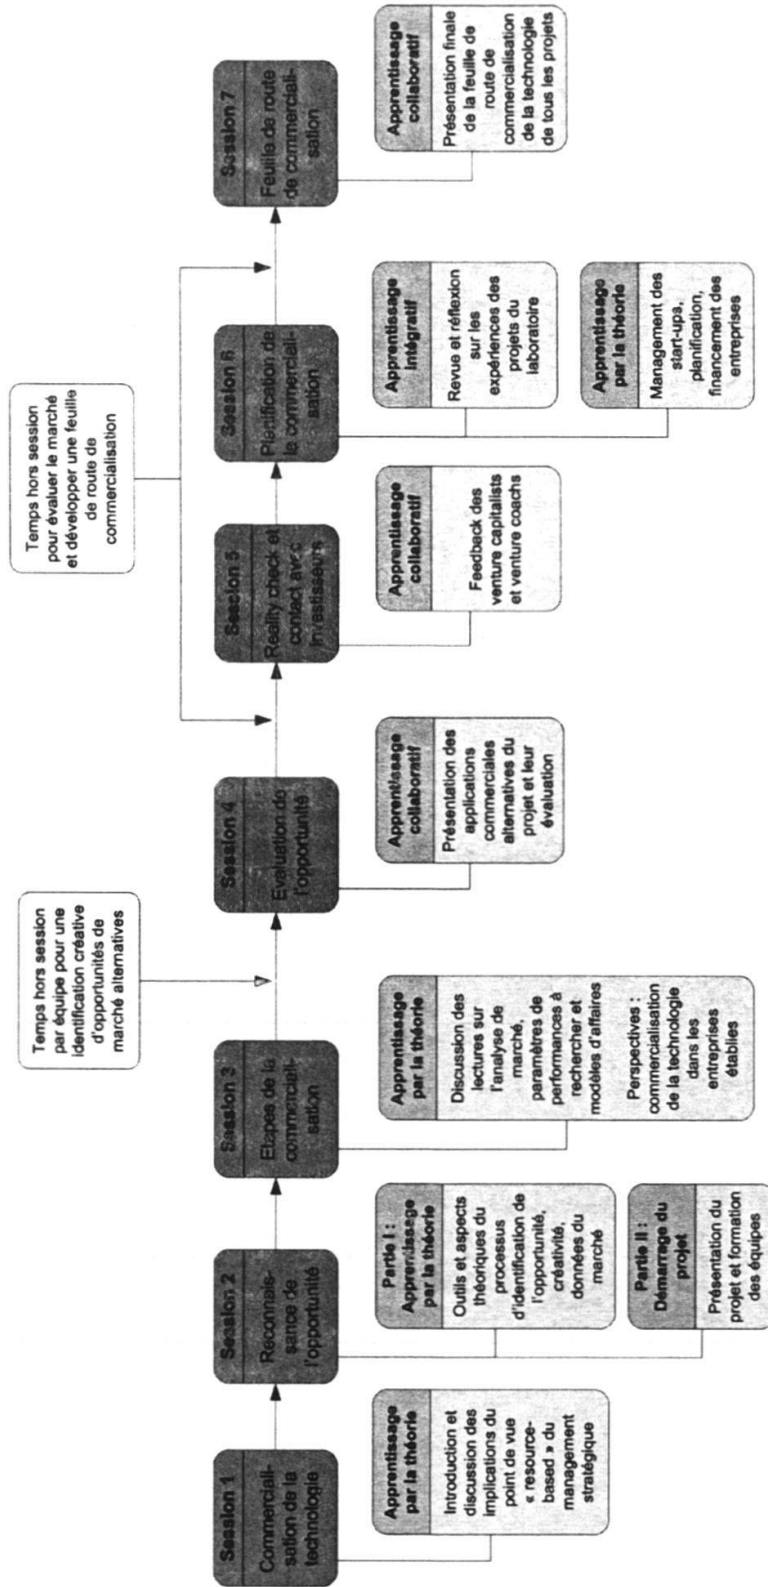 Temps hors session
par équipe pour une
identification créative
d'opportunités de
marché alternatives
Temps hors session
pour évaluer le marché
et développer une feuille
de route de
commercialisation
Session 1
Commerciali-
sation de la
technologie
Session 2
Reconnais-
sance de
l'opportunité
Session 3
Etapes de la
commerciali-
sation
Session 4
Evaluation de
l'opportunité
Session 5
Reality check et
contact avec
investisseurs
Session 6
Planification de
la commerciali-
sation
Session 7
Feuille de route
de commerciali-
sation
Apprentissage
par la théorie
Introduction et
discussion des
implications du
point de vue
« resource-
based » du
management
stratégique
Partie I :
Apprentissage
par la théorie
Outils et aspects
théoriques du
processus
d'identification de
l'opportunité,
créativité,
données du
marché
Partie II :
Démarrage du
projet
Présentation du
projet et formation
des équipes
Apprentissage
par la théorie
Discussion des
lectures sur
l'analyse de
marché,
paramètres de
performances à
rechercher et
modèles d'affaires
Perspectives :
commercialisation
de la technologie
dans les
entreprises
établies
Apprentissage
collaboratif
Présentation des
applications
commerciales
alternatives du
projet et leur
évaluation
Apprentissage
collaboratif
Feedback des
venture capitalists
et venture coachs
Apprentissage
intégratif
Revue et réflexion
sur les
expériences des
projets du
laboratoire
Apprentissage
par la théorie
Management des
start-ups,
planification,
financement des
entreprises
Apprentissage
collaboratif
Présentation finale
de la feuille de
route de
commercialisation
de la technologie
de tous les projets